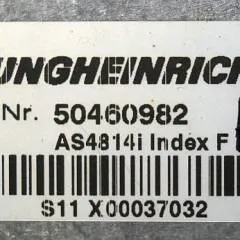 UNGHEINRICH
Nr. 50460982
AS4814i Index F
S11 X00037032